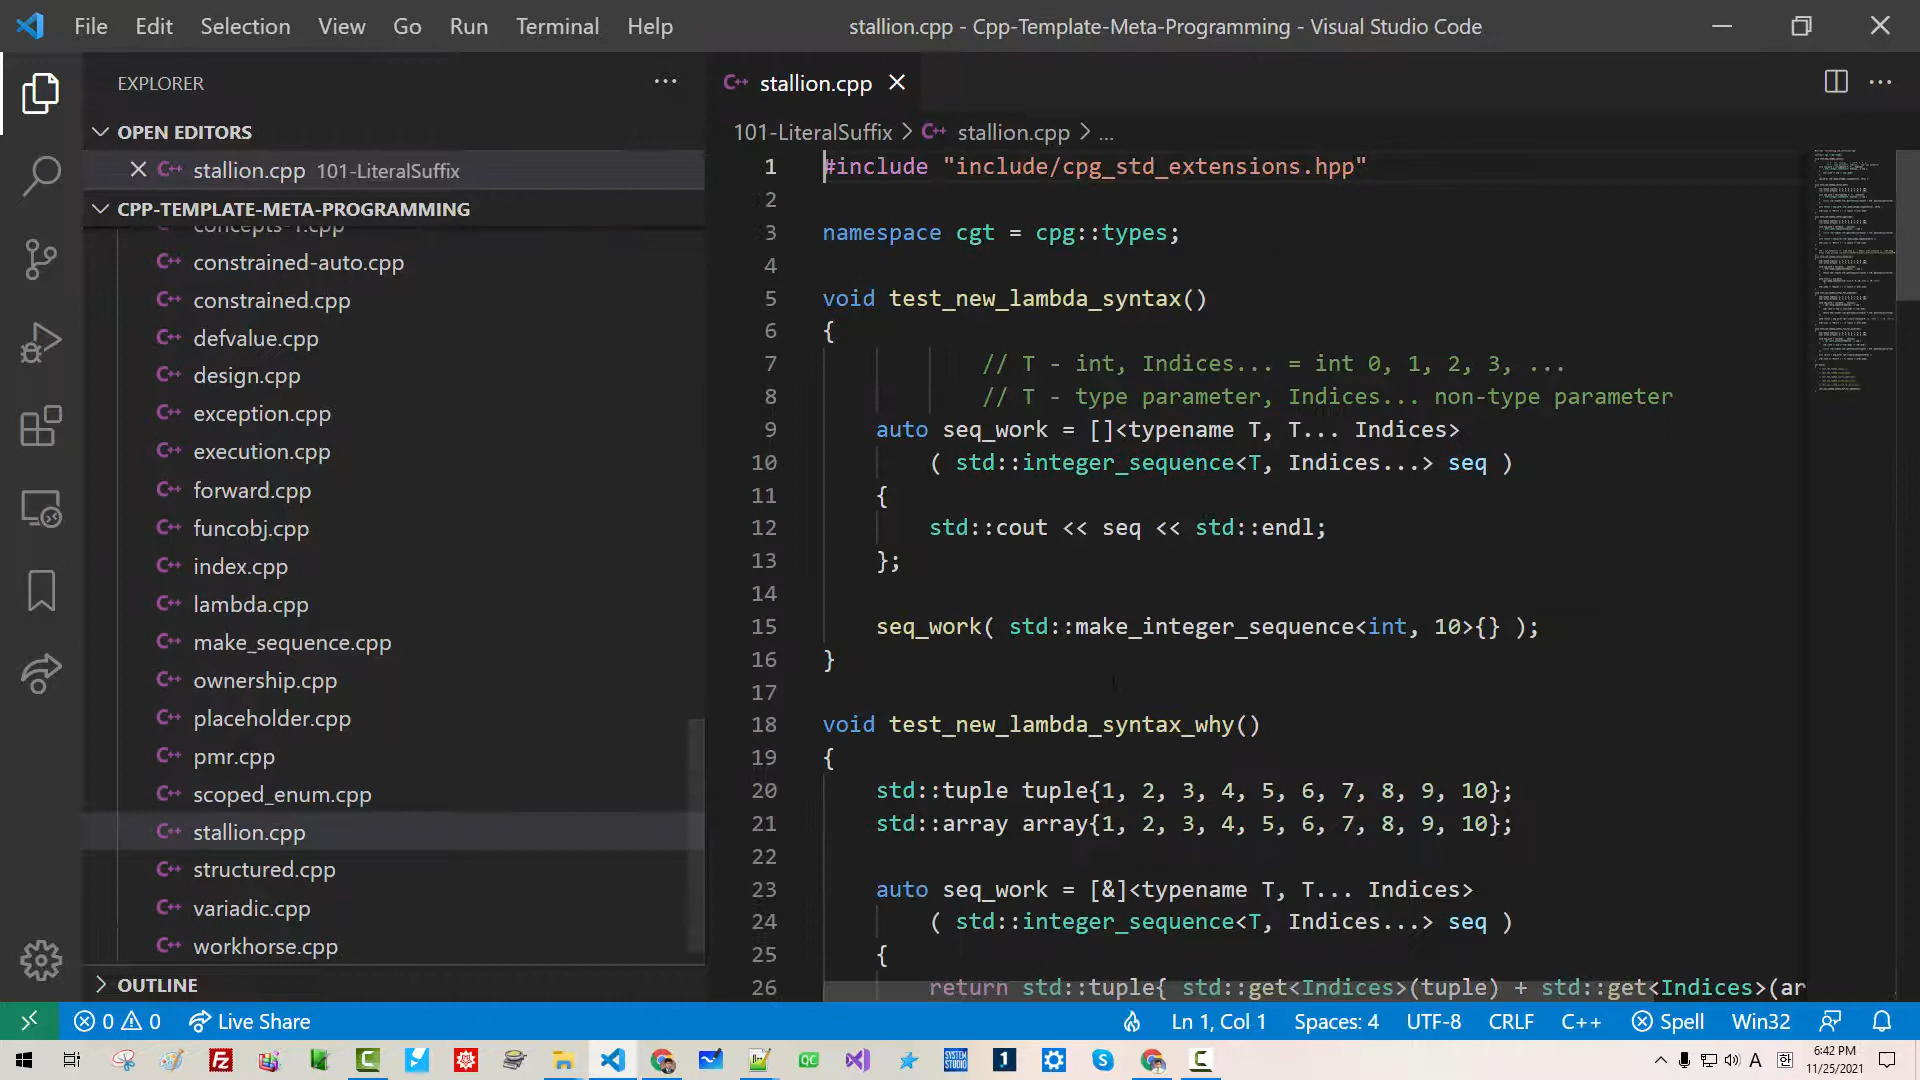 File Edit Selection View Go Run Terminal Help
stallion.cpp - Cpp-Template-Meta-Programming - Visual Studio Code
EXPLORER
OPEN EDITORS
stallion.cpp 101-LiteralSuffix
CPP-TEMPLATE-META-PROGRAMMING
concepts-1.cpp
constrained-auto.cpp
constrained.cpp
defvalue.cpp
design.cpp
exception.cpp
execution.cpp
forward.cpp
funcobj.cpp
index.cpp
lambda.cpp
make_sequence.cpp
ownership.cpp
placeholder.cpp
pmr.cpp
scoped_enum.cpp
stallion.cpp
structured.cpp
variadic.cpp
workhorse.cpp
OUTLINE
stallion.cpp
101-LiteralSuffix > stallion.cpp > ...
1 #include "include/cpg_std_extensions.hpp"
2
3 namespace cgt = cpg::types;
4
5 void test_new_lambda_syntax()
6 {
7 // T - int, Indices... = int 0, 1, 2, 3, ...
8 // T - type parameter, Indices... non-type parameter
9 auto seq_work = []<typename T, T... Indices>
10 ( std::integer_sequence<T, Indices...> seq )
11 {
12 std::cout << seq << std::endl;
13 };
14
15 seq_work( std::make_integer_sequence<int, 10>{} );
16 }
17
18 void test_new_lambda_syntax_why()
19 {
20 std::tuple tuple{1, 2, 3, 4, 5, 6, 7, 8, 9, 10};
21 std::array array{1, 2, 3, 4, 5, 6, 7, 8, 9, 10};
22
23 auto seq_work = [&]<typename T, T... Indices>
24 ( std::integer_sequence<T, Indices...> seq )
25 {
26 return std::tuple{ std::get<Indices>(tuple) + std::get<Indices>(ar
0 0 Live Share
Ln 1, Col 1 Spaces: 4 UTF-8 CRLF C++ Spell Win32
A 한 6:42 PM
11/25/2021